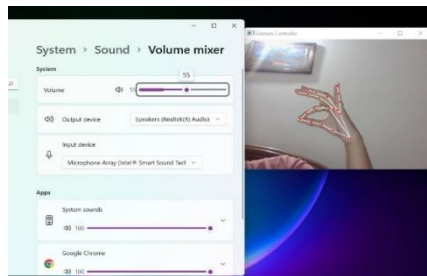 System > Sound > Volume mixer
System
55
Volume
55
Output device
Speakers (Realtek(R) Audio)
Input device
Microphone Array (Intel® Smart Sound Tech
Apps
System sounds
100
Google Chrome
100
Gesture Controller